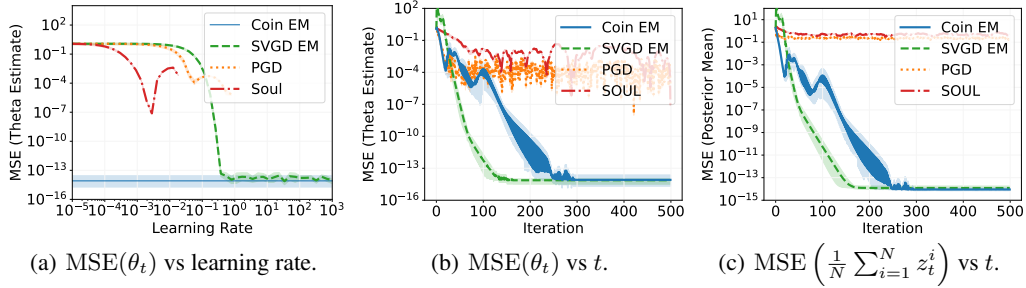 10^1
10^-1
10^-4
10^-7
10^-10
10^-13
10^-16
MSE (Theta Estimate)
Coin EM
SVGD EM
PGD
Soul
10^-5 10^-4 10^-3 10^-2 10^-1 10^0 10^1 10^2 10^3
Learning Rate
(a) MSE(θ_t) vs learning rate.
10^2
10^-1
10^-4
10^-7
10^-10
10^-13
10^-16
MSE (Theta Estimate)
Coin EM
SVGD EM
PGD
SOUL
0 100 200 300 400 500
Iteration
(b) MSE(θ_t) vs t.
10^1
10^-1
10^-3
10^-5
10^-7
10^-9
10^-11
10^-13
10^-15
MSE (Posterior Mean)
Coin EM
SVGD EM
PGD
SOUL
0 100 200 300 400 500
Iteration
(c) MSE (1/N ∑_{i=1}^{N} z_t^i) vs t.